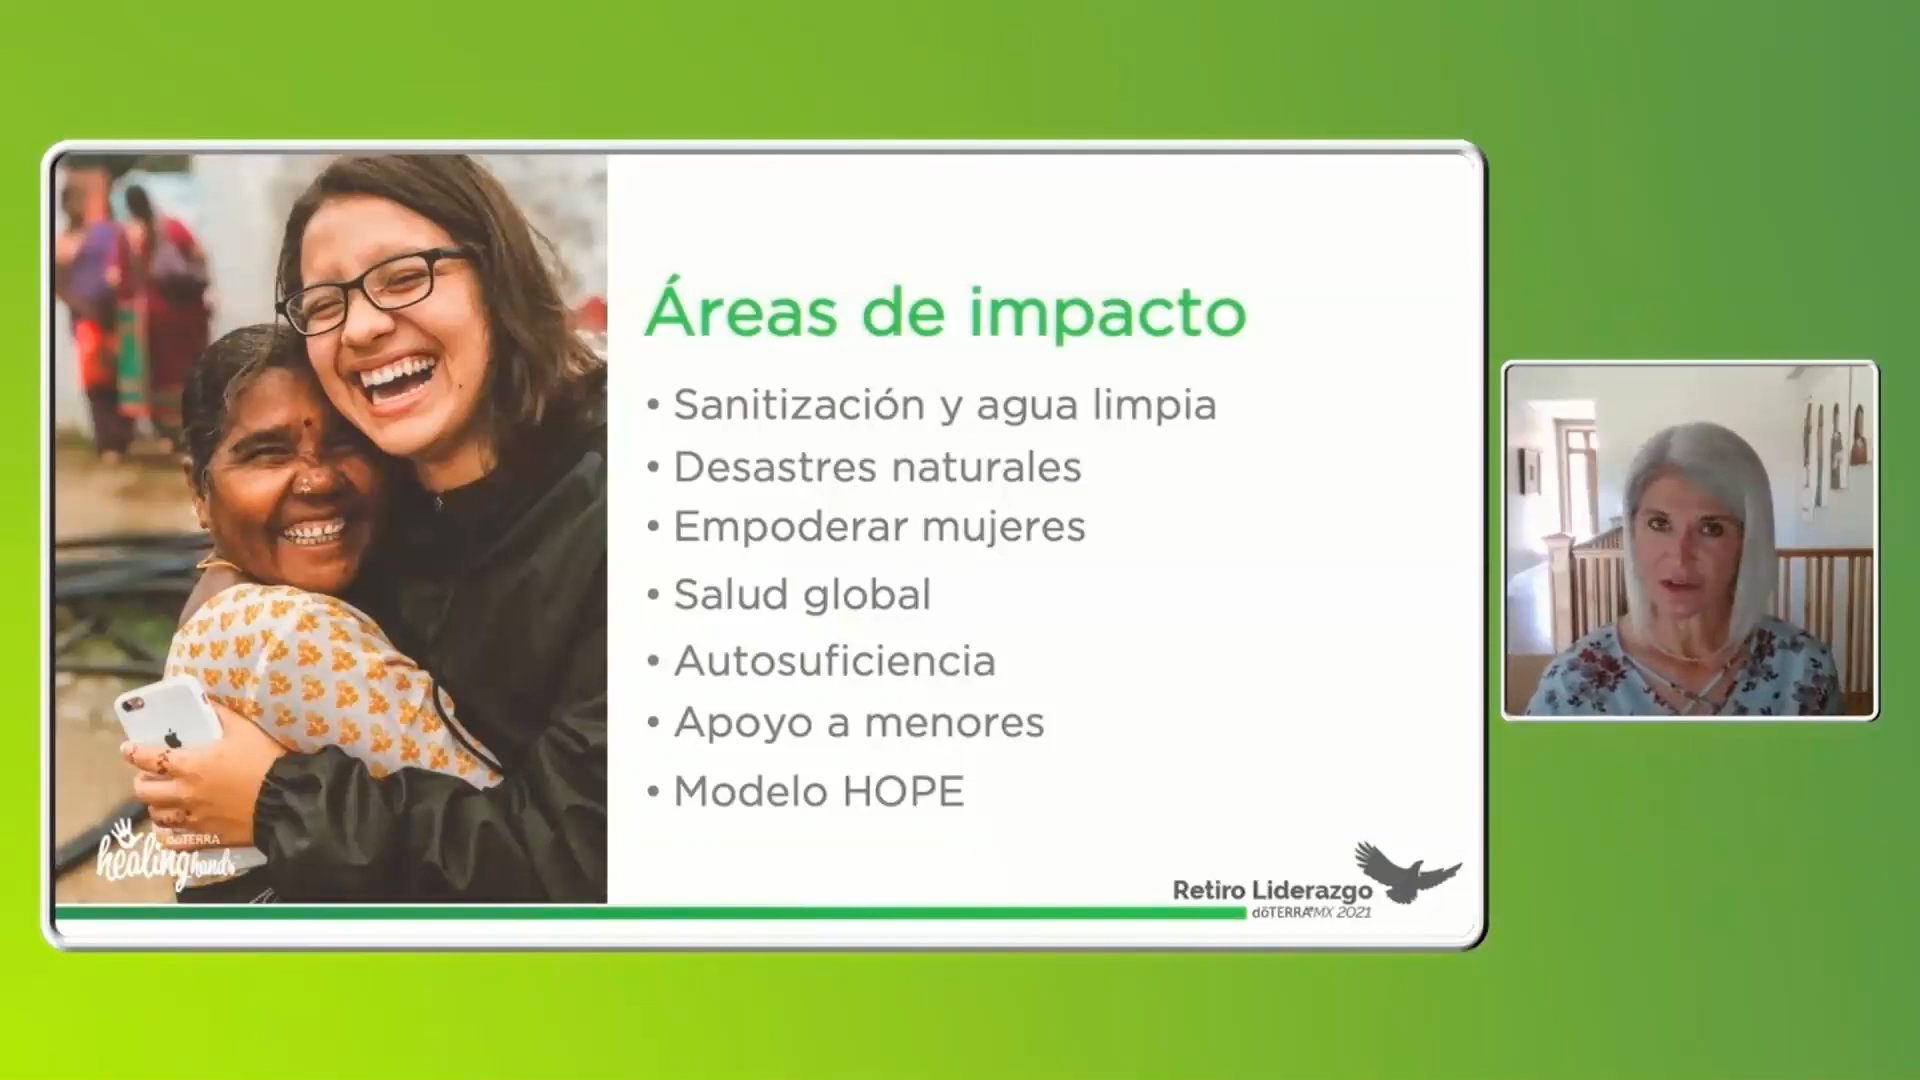 Áreas de impacto
• Sanitización y agua limpia
• Desastres naturales
• Empoderar mujeres
• Salud global
• Autosuficiencia
• Apoyo a menores
• Modelo HOPE
dōTERRA
healing hands™
Retiro Liderazgo
dōTERRA® MX 2021